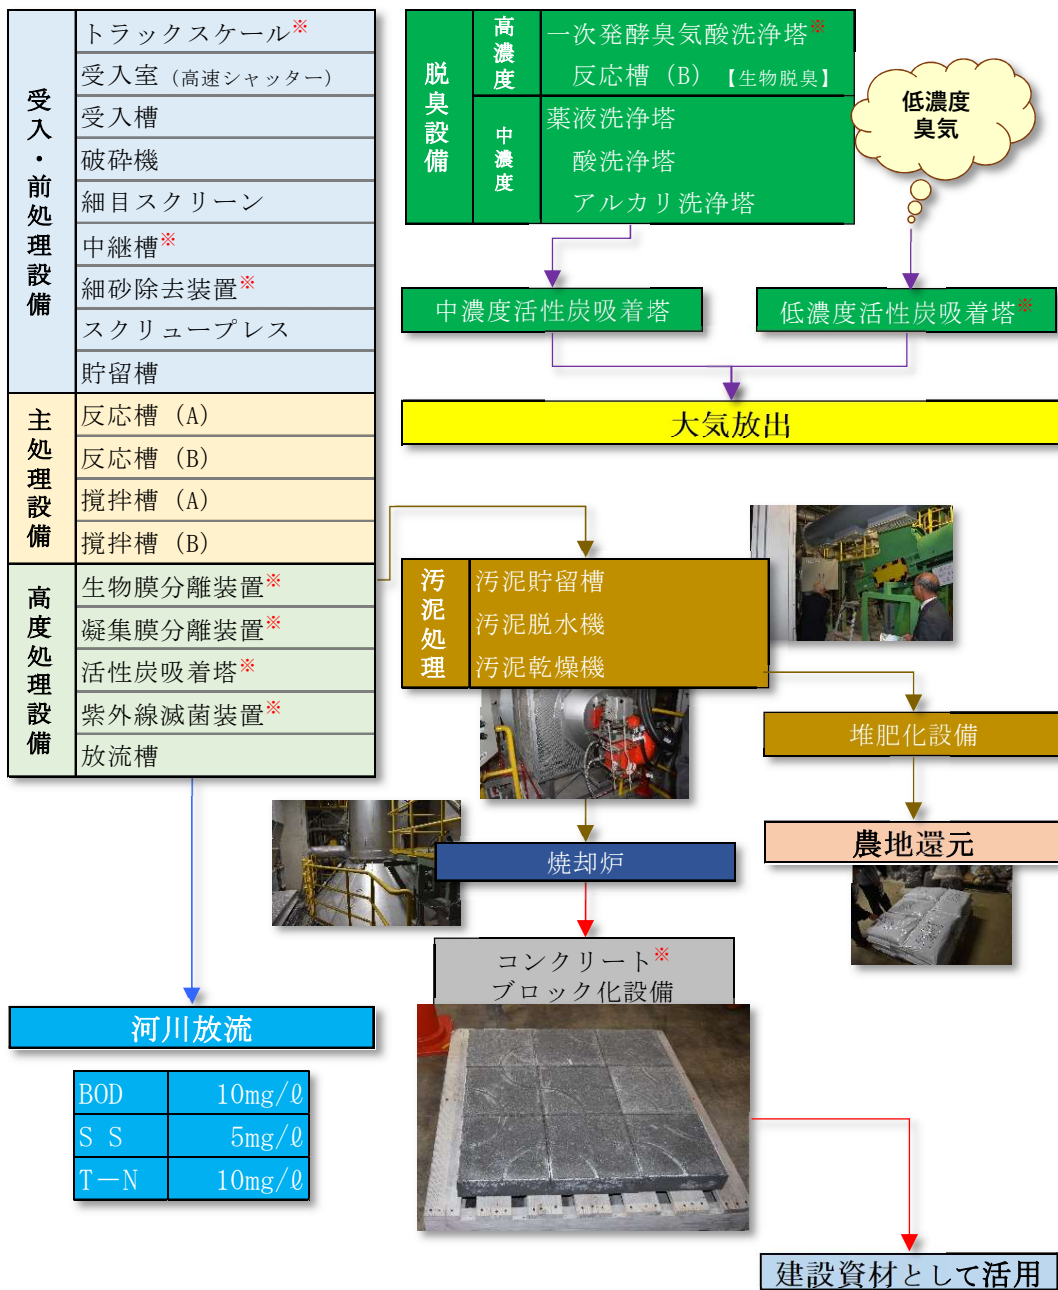 受入・前処理設備
トラックスケール※
受入室（高速シャッター）
受入槽
破砕機
細目スクリーン
中継槽※
細砂除去装置※
スクリュープレス
貯留槽
主処理設備
反応槽（A）
反応槽（B）
撹拌槽（A）
撹拌槽（B）
高度処理設備
生物膜分離装置※
凝集膜分離装置※
活性炭吸着塔※
紫外線滅菌装置※
放流槽
河川放流
BOD 10mg/ℓ
S S 5mg/ℓ
T－N 10mg/ℓ
脱臭設備
高濃度
一次発酵臭気酸洗浄塔※
反応槽（B）【生物脱臭】
中濃度
薬液洗浄塔
酸洗浄塔
アルカリ洗浄塔
低濃度
臭気
中濃度活性炭吸着塔
低濃度活性炭吸着塔※
大気放出
汚泥処理
汚泥貯留槽
汚泥脱水機
汚泥乾燥機
堆肥化設備
農地還元
焼却炉
コンクリート※
ブロック化設備
建設資材として活用